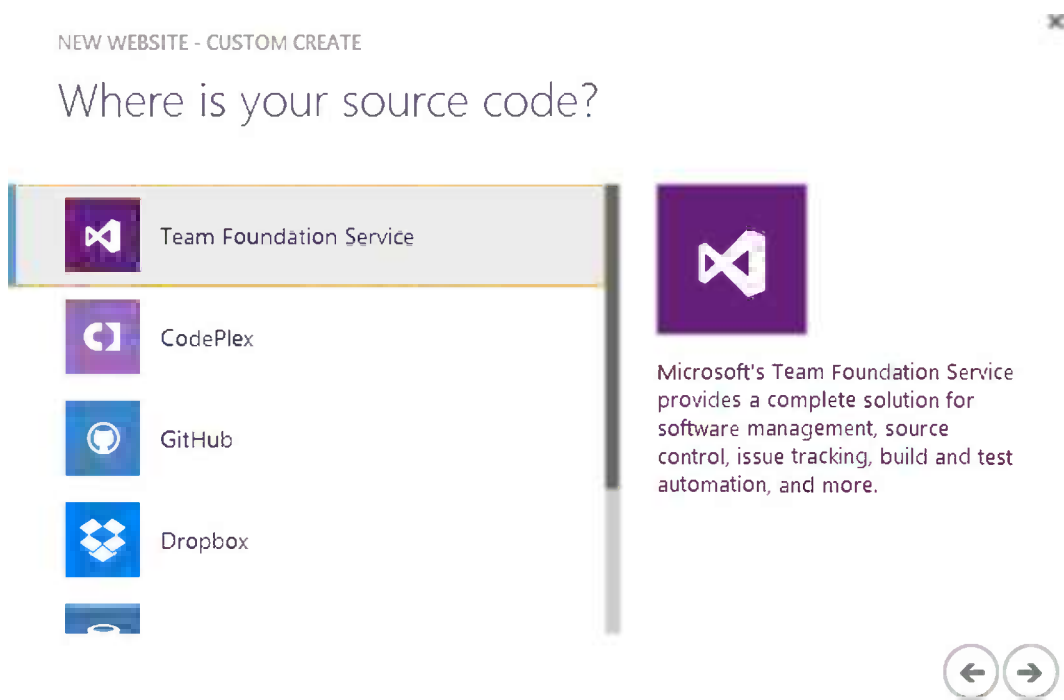 NEW WEBSITE - CUSTOM CREATE
Where is your source code?
Team Foundation Service
CodePlex
GitHub
Dropbox
Microsoft's Team Foundation Service
provides a complete solution for
software management, source
control, issue tracking, build and test
automation, and more.